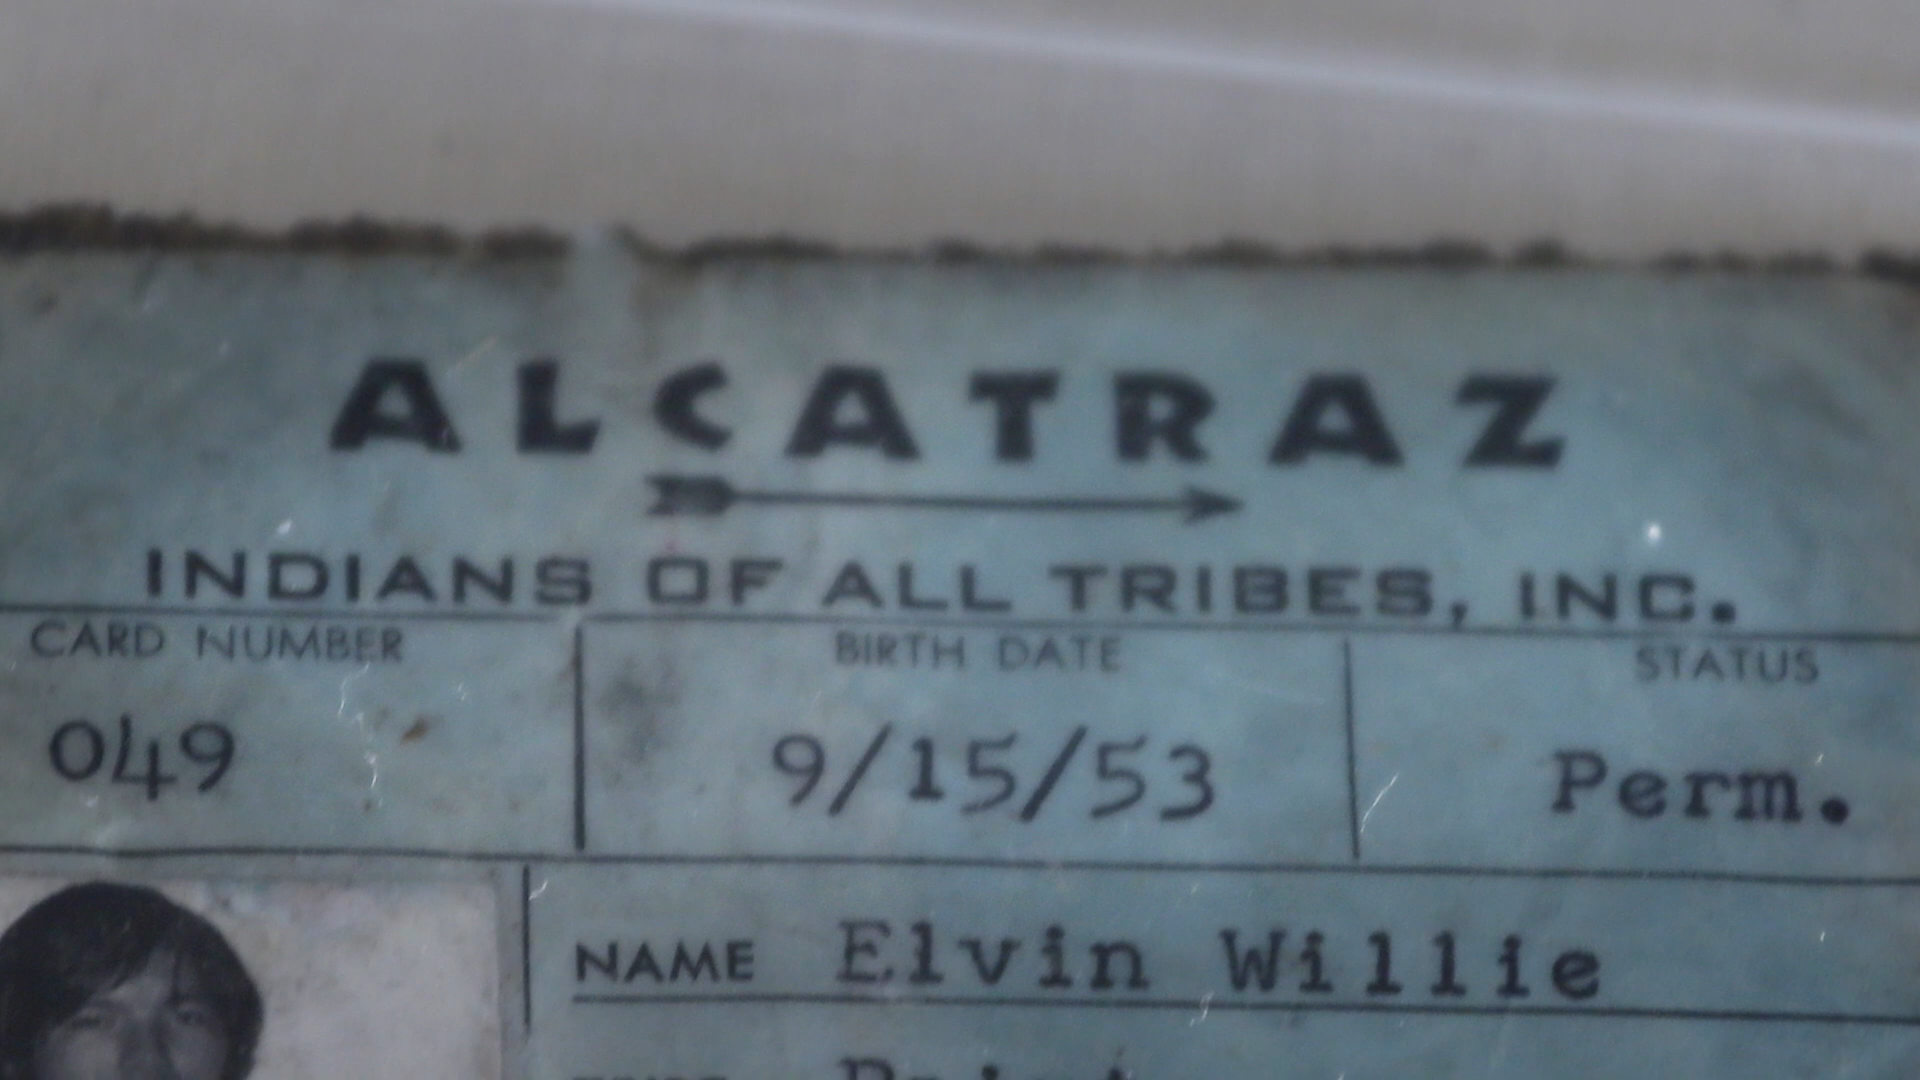 ALCATRAZ
INDIANS OF ALL TRIBES, INC.
CARD NUMBER BIRTH DATE STATUS
049 9/15/53 Perm.
NAME Elvin Willie